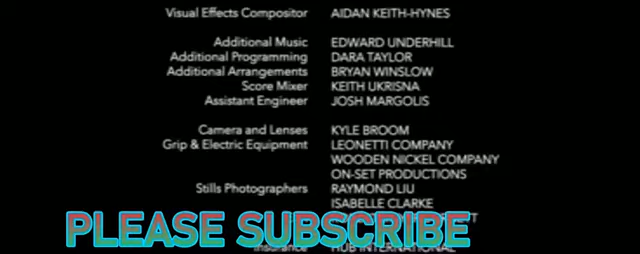 Visual Effects Compositor AIDAN KEITH-HYNES
Additional Music EDWARD UNDERHILL
Additional Programming DARA TAYLOR
Additional Arrangements BRYAN WINSLOW
Score Mixer KEITH UKRISNA
Assistant Engineer JOSH MARGOLIS
Camera and Lenses KYLE BROOM
Grip & Electric Equipment LEONETTI COMPANY
WOODEN NICKEL COMPANY
ON-SET PRODUCTIONS
Stills Photographers RAYMOND LIU
ISABELLE CLARKE
PLEASE SUBSCRIBE
Insurance HUB INTERNATIONAL